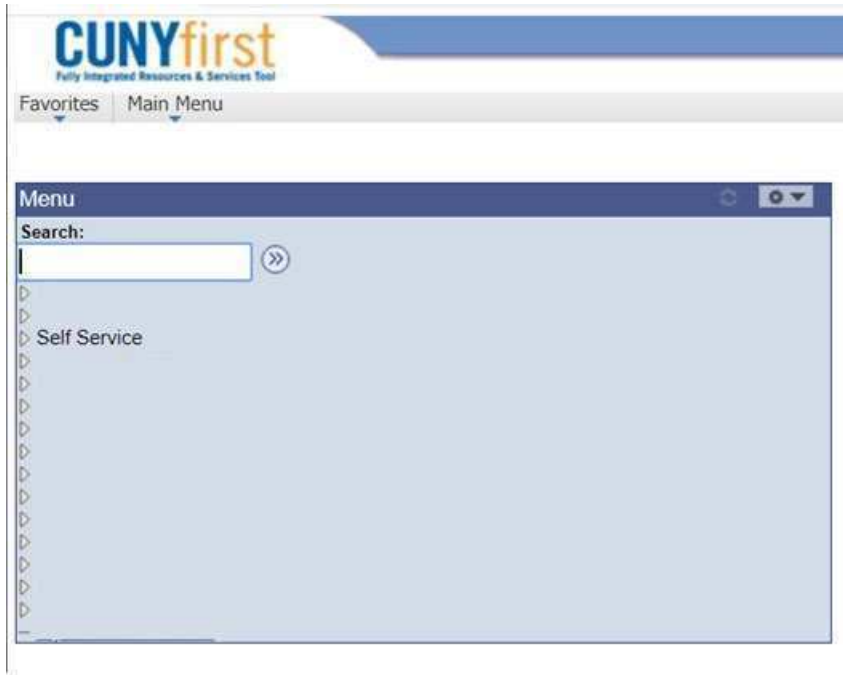 CUNYfirst
Fully Integrated Resources & Services Tool
Favorites Main Menu
Menu
Search:
Self Service